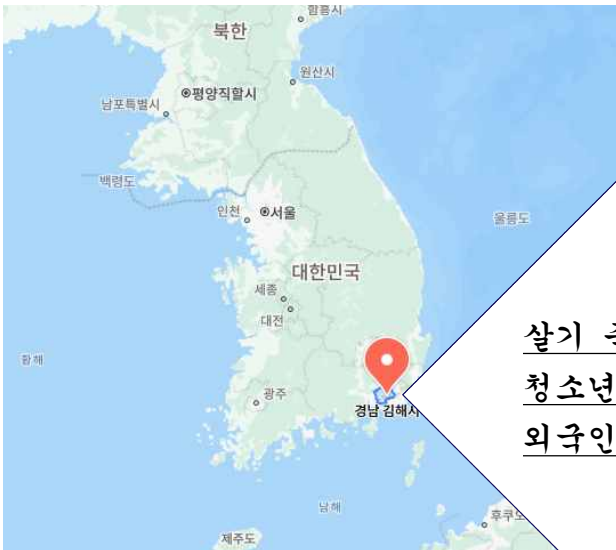 함흥시
북한
원산시
평양직할시
남포특별시
백령도
인천
서울
울릉도
대한민국
세종
대전
살기
황해
청소년
광주
경남 김해시
외국인
남해
후쿠오
제주도